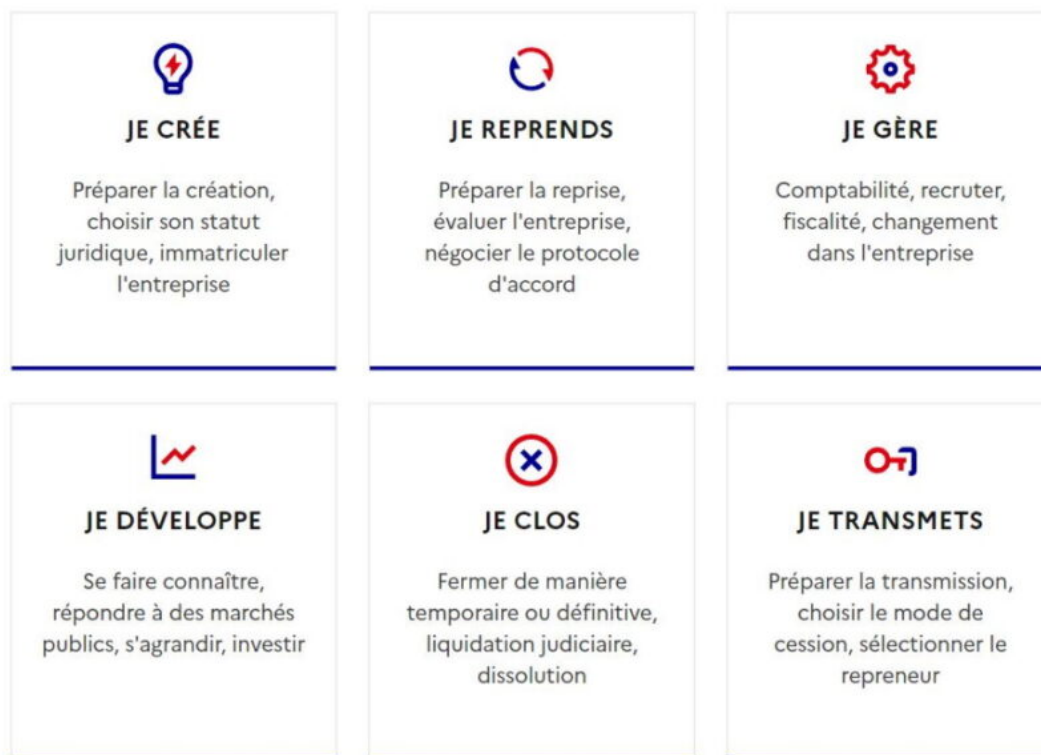 JE CRÉE
Préparer la création,
choisir son statut
juridique, immatriculer
l'entreprise
JE REPRENDS
Préparer la reprise,
évaluer l'entreprise,
négocier le protocole
d'accord
JE GÈRE
Comptabilité, recruter,
fiscalité, changement
dans l'entreprise
JE DÉVELOPPE
Se faire connaître,
répondre à des marchés
publics, s'agrandir, investir
JE CLOS
Fermer de manière
temporaire ou définitive,
liquidation judiciaire,
dissolution
JE TRANSMETS
Préparer la transmission,
choisir le mode de
cession, sélectionner le
repreneur